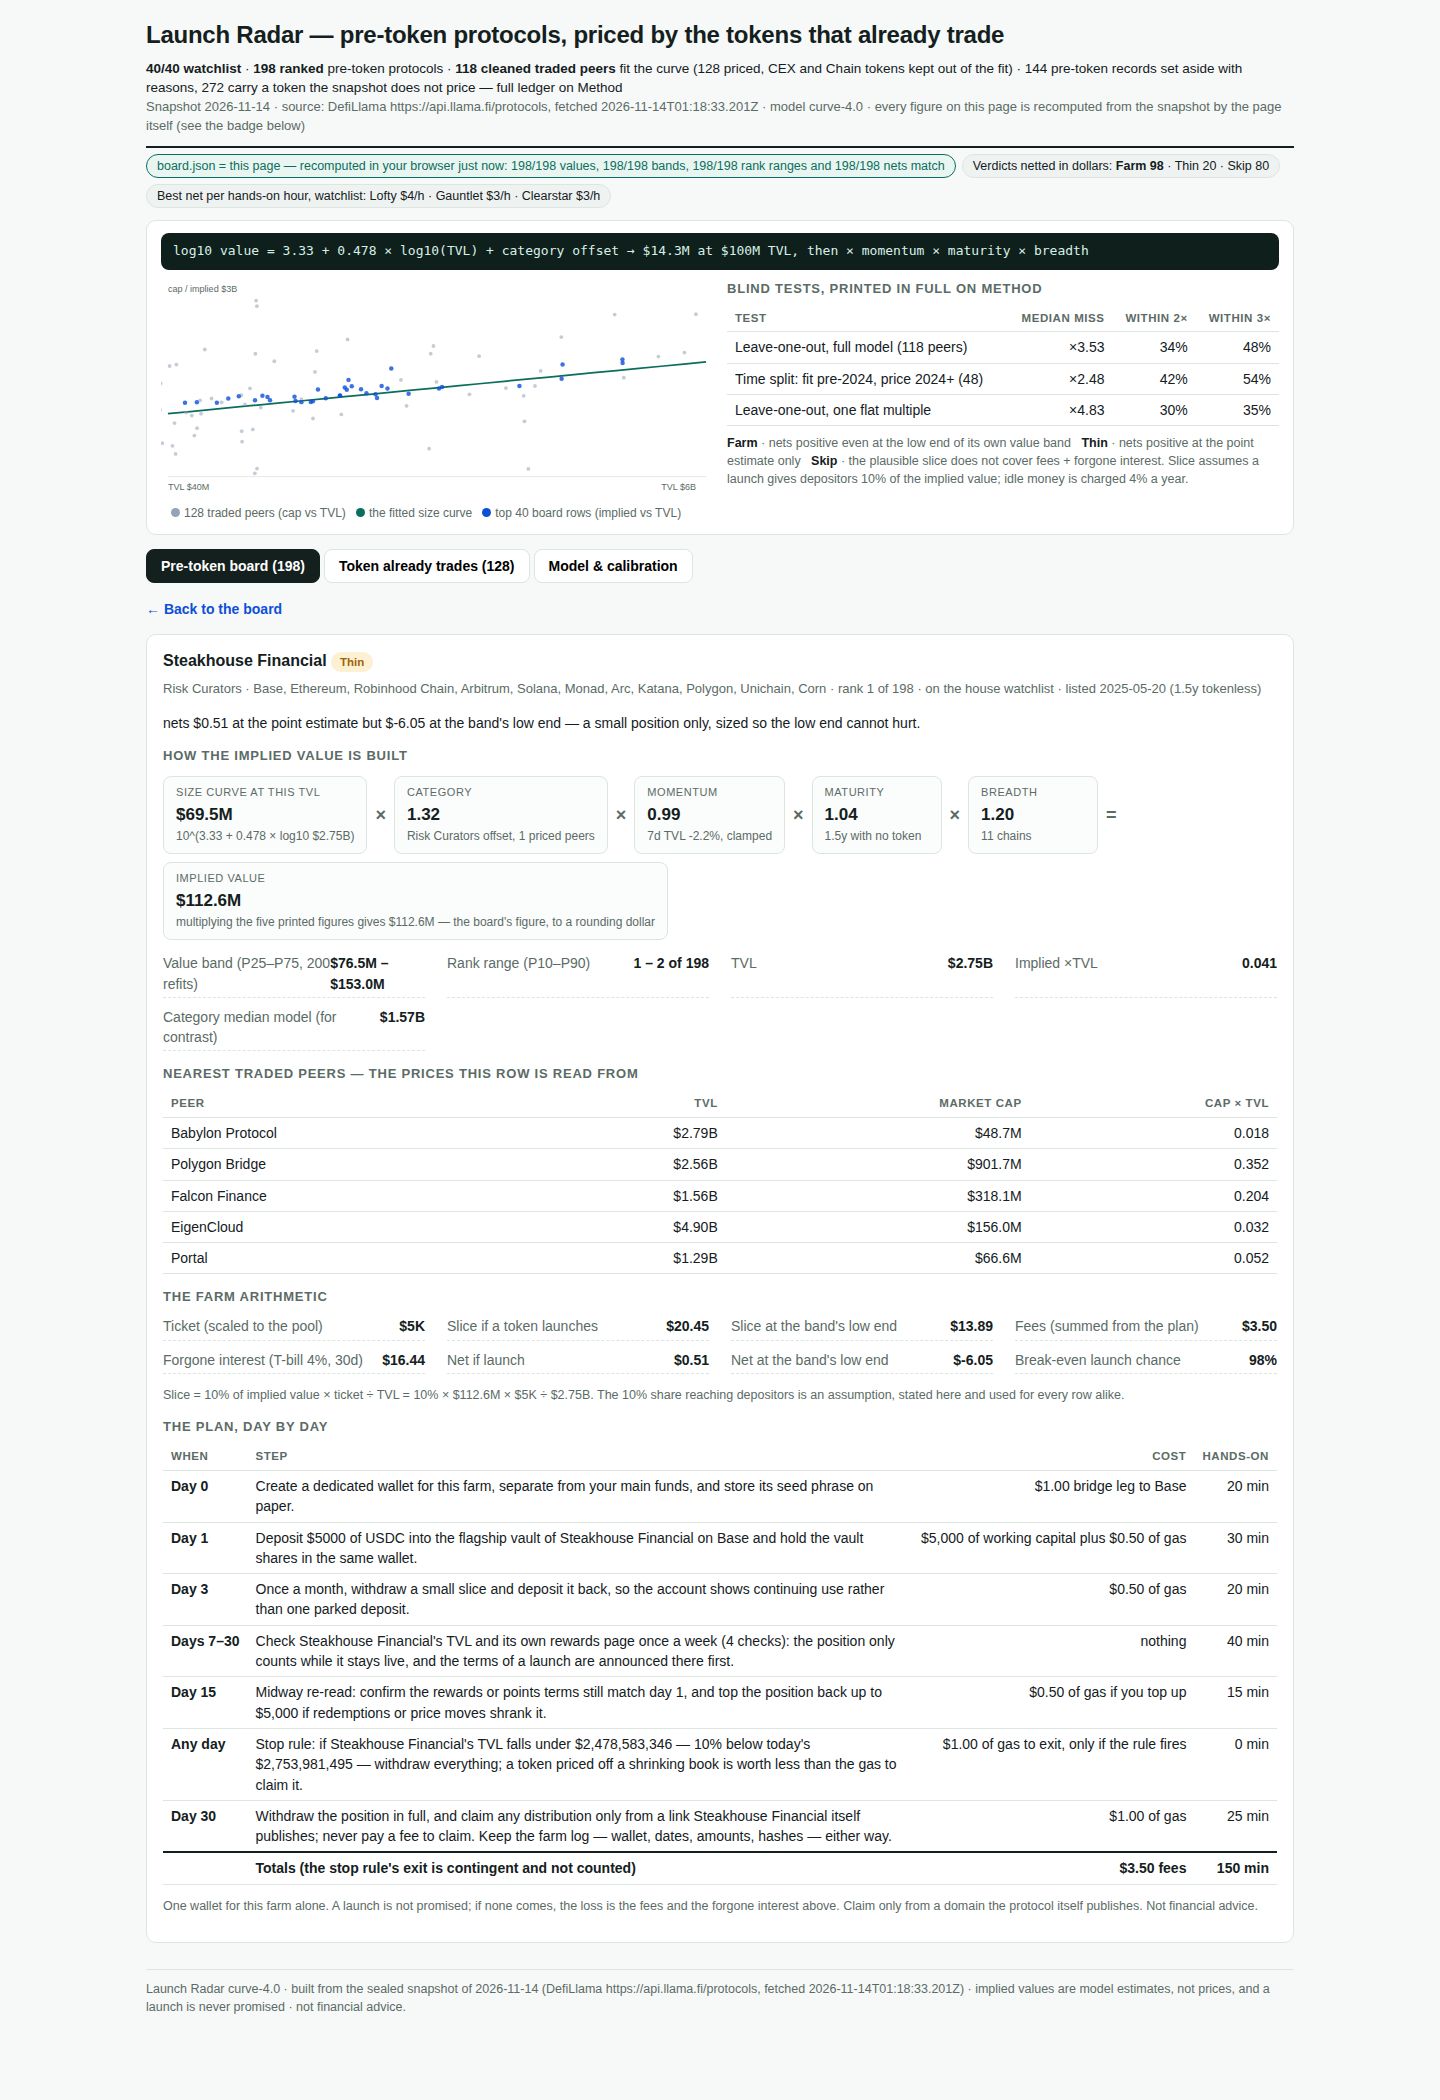 Launch Radar — pre-token protocols, priced by the tokens that already trade
40/40 watchlist · 198 ranked pre-token protocols · 118 cleaned traded peers fit the curve (128 priced, CEX and Chain tokens kept out of the fit) · 144 pre-token records set aside with
reasons, 272 carry a token the snapshot does not price — full ledger on Method
Snapshot 2026-11-14 · source: DefiLlama https://api.llama.fi/protocols, fetched 2026-11-14T01:18:33.201Z · model curve-4.0 · every figure on this page is recomputed from the snapshot by the page
itself (see the badge below)
board.json = this page — recomputed in your browser just now: 198/198 values, 198/198 bands, 198/198 rank ranges and 198/198 nets match
Verdicts netted in dollars: Farm 98 · Thin 20 · Skip 80
Best net per hands-on hour, watchlist: Lofty $4/h · Gauntlet $3/h · Clearstar $3/h
log10 value = 3.33 + 0.478 × log10(TVL) + category offset → $14.3M at $100M TVL, then × momentum × maturity × breadth
cap / implied $3B
TVL $40M
TVL $6B
128 traded peers (cap vs TVL)
the fitted size curve
top 40 board rows (implied vs TVL)
BLIND TESTS, PRINTED IN FULL ON METHOD
TEST MEDIAN MISS WITHIN 2× WITHIN 3×
Leave-one-out, full model (118 peers) ×3.53 34% 48%
Time split: fit pre-2024, price 2024+ (48) ×2.48 42% 54%
Leave-one-out, one flat multiple ×4.83 30% 35%
Farm · nets positive even at the low end of its own value band Thin · nets positive at the point
estimate only Skip · the plausible slice does not cover fees + forgone interest. Slice assumes a
launch gives depositors 10% of the implied value; idle money is charged 4% a year.
Pre-token board (198)
Token already trades (128)
Model & calibration
← Back to the board
Steakhouse Financial Thin
Risk Curators · Base, Ethereum, Robinhood Chain, Arbitrum, Solana, Monad, Arc, Katana, Polygon, Unichain, Corn · rank 1 of 198 · on the house watchlist · listed 2025-05-20 (1.5y tokenless)
nets $0.51 at the point estimate but $-6.05 at the band's low end — a small position only, sized so the low end cannot hurt.
HOW THE IMPLIED VALUE IS BUILT
SIZE CURVE AT THIS TVL
$69.5M
10^(3.33 + 0.478 × log10 $2.75B)
×
CATEGORY
1.32
Risk Curators offset, 1 priced peers
×
MOMENTUM
0.99
7d TVL -2.2%, clamped
×
MATURITY
1.04
1.5y with no token
×
BREADTH
1.20
11 chains
=
IMPLIED VALUE
$112.6M
multiplying the five printed figures gives $112.6M — the board's figure, to a rounding dollar
Value band (P25–P75, 200
refits)
$76.5M –
$153.0M
Rank range (P10–P90) 1 – 2 of 198
TVL $2.75B
Implied ×TVL 0.041
Category median model (for
contrast)
$1.57B
NEAREST TRADED PEERS — THE PRICES THIS ROW IS READ FROM
PEER TVL MARKET CAP CAP × TVL
Babylon Protocol $2.79B $48.7M 0.018
Polygon Bridge $2.56B $901.7M 0.352
Falcon Finance $1.56B $318.1M 0.204
EigenCloud $4.90B $156.0M 0.032
Portal $1.29B $66.6M 0.052
THE FARM ARITHMETIC
Ticket (scaled to the pool) $5K
Slice if a token launches $20.45
Slice at the band's low end $13.89
Fees (summed from the plan) $3.50
Forgone interest (T-bill 4%, 30d) $16.44
Net if launch $0.51
Net at the band's low end $-6.05
Break-even launch chance 98%
Slice = 10% of implied value × ticket ÷ TVL = 10% × $112.6M × $5K ÷ $2.75B. The 10% share reaching depositors is an assumption, stated here and used for every row alike.
THE PLAN, DAY BY DAY
WHEN STEP COST HANDS-ON
Day 0 Create a dedicated wallet for this farm, separate from your main funds, and store its seed phrase on $1.00 bridge leg to Base 20 min
paper.
Day 1 Deposit $5000 of USDC into the flagship vault of Steakhouse Financial on Base and hold the vault $5,000 of working capital plus $0.50 of gas 30 min
shares in the same wallet.
Day 3 Once a month, withdraw a small slice and deposit it back, so the account shows continuing use rather $0.50 of gas 20 min
than one parked deposit.
Days 7–30 Check Steakhouse Financial's TVL and its own rewards page once a week (4 checks): the position only nothing 40 min
counts while it stays live, and the terms of a launch are announced there first.
Day 15 Midway re-read: confirm the rewards or points terms still match day 1, and top the position back up to $0.50 of gas if you top up 15 min
$5,000 if redemptions or price moves shrank it.
Any day Stop rule: if Steakhouse Financial's TVL falls under $2,478,583,346 — 10% below today's $1.00 of gas to exit, only if the rule fires 0 min
$2,753,981,495 — withdraw everything; a token priced off a shrinking book is worth less than the gas to
claim it.
Day 30 Withdraw the position in full, and claim any distribution only from a link Steakhouse Financial itself $1.00 of gas 25 min
publishes; never pay a fee to claim. Keep the farm log — wallet, dates, amounts, hashes — either way.
Totals (the stop rule's exit is contingent and not counted) $3.50 fees 150 min
One wallet for this farm alone. A launch is not promised; if none comes, the loss is the fees and the forgone interest above. Claim only from a domain the protocol itself publishes. Not financial advice.
Launch Radar curve-4.0 · built from the sealed snapshot of 2026-11-14 (DefiLlama https://api.llama.fi/protocols, fetched 2026-11-14T01:18:33.201Z) · implied values are model estimates, not prices, and a
launch is never promised · not financial advice.